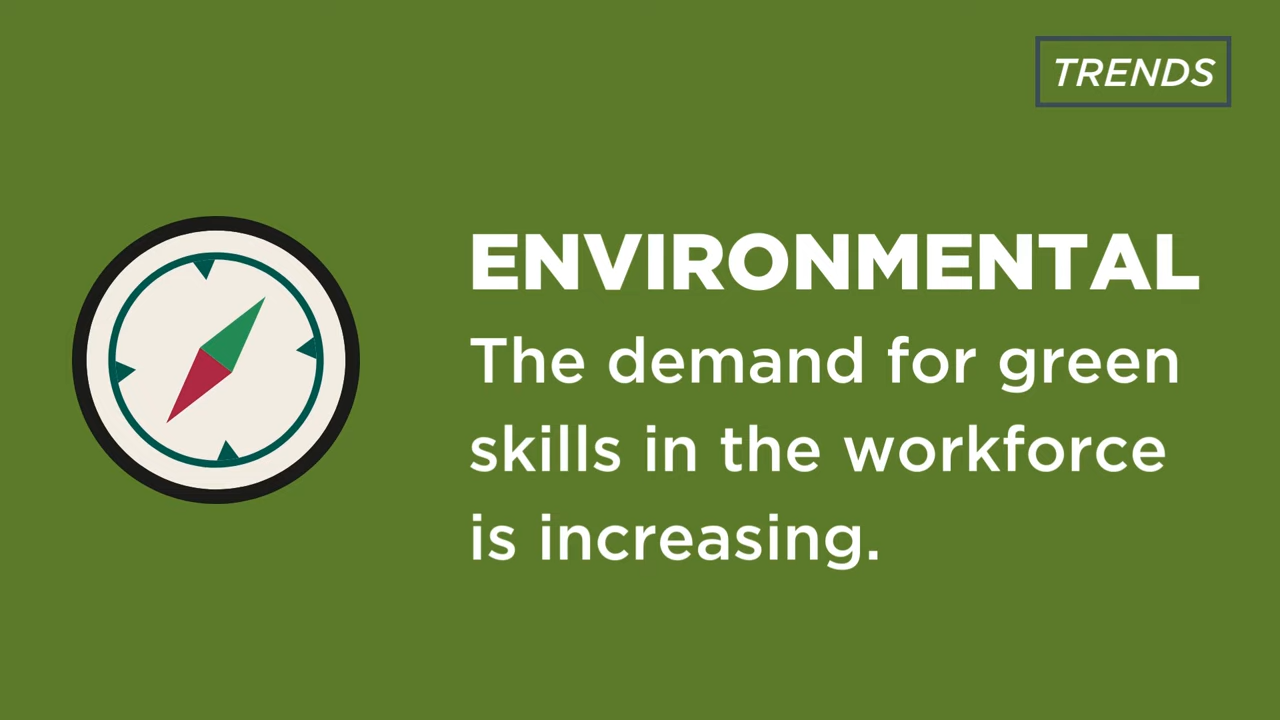 TRENDS
ENVIRONMENTAL
The demand for green
skills in the workforce
is increasing.